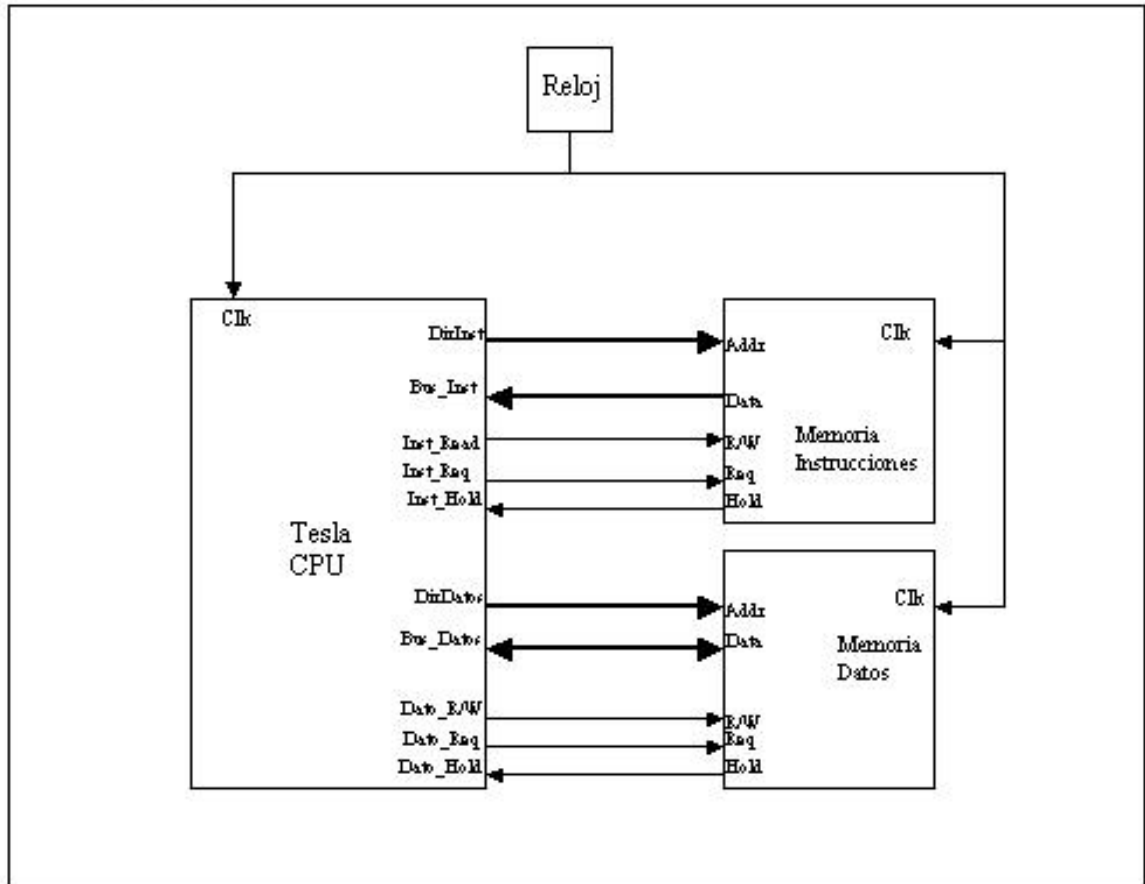 Reloj
Clk
DirInst
Bus_Inst
Inst_Read
Inst_Req
Inst_Hold
Tesla
CPU
DirDatos
Bus_Datos
Dato_R/W
Dato_Req
Dato_Hold
Addr
Clk
Data
R/W
Memoria
Instrucciones
Req
Hold
Addr
Clk
Data
Memoria
Datos
R/W
Req
Hold